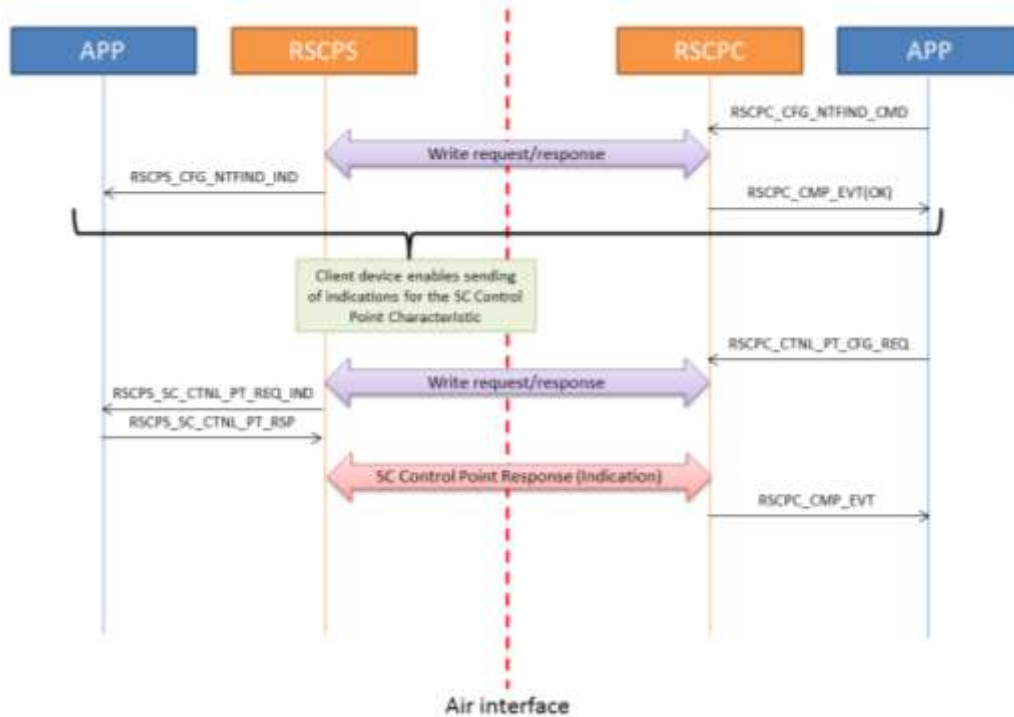 APP
RSCPS
RSCPC
APP
RSCPC_CFG_NTFIND_CMD
Write request/response
RSCPS_CFG_NTFIND_IND
RSCPC_CMP_EVT(OK)
Client device enables sending
of indications for the SC Control
Point Characteristic
RSCPC_CTNL_PT_CFG_REQ
Write request/response
RSCPS_SC_CTNL_PT_REQ_IND
RSCPS_SC_CTNL_PT_RSP
SC Control Point Response (Indication)
RSCPC_CMP_EVT
Air interface